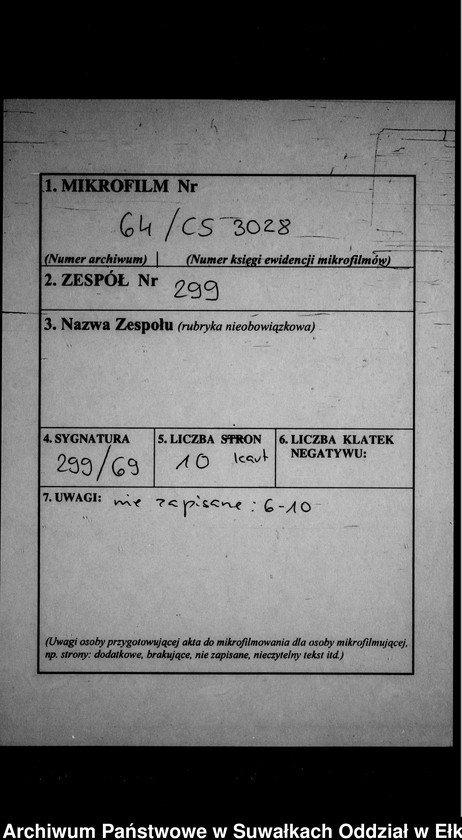 1. MIKROFILM Nr
64/CS 3028
(Numer archiwum) (Numer księgi ewidencji mikrofilmów)
2. ZESPÓŁ Nr 299
3. Nazwa Zespołu (rubryka nieobowiązkowa)
4. SYGNATURA
299/69
5. LICZBA STRON
10 kart
6. LICZBA KLATEK
NEGATYWU:
7. UWAGI: nie zapisane: 6-10
(Uwagi osoby przygotowującej akta do mikrofilmowania dla osoby mikrofilmującej,
np. strony: dodatkowe, brakujące, nie zapisane, nieczytelny tekst itd.)
Archiwum Państwowe w Suwałkach Oddział w Ełk